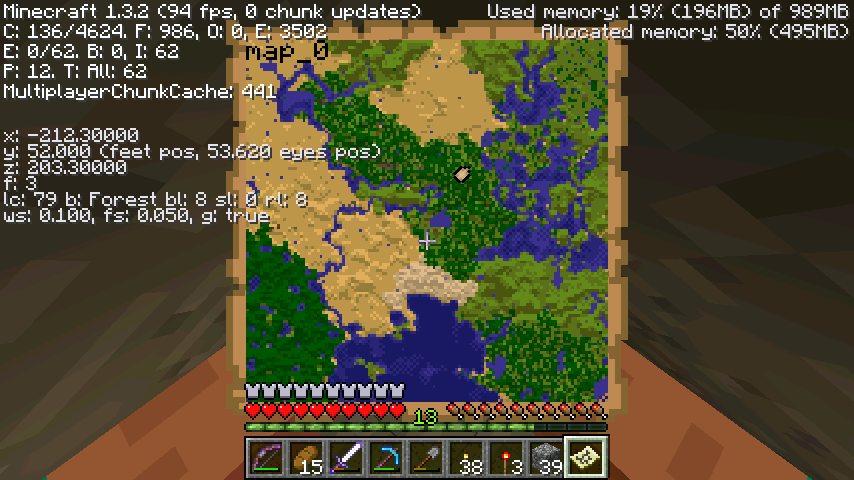 Minecraft 1.3.2 (94 fps, 0 chunk updates)
Used memory: 19% (196MB) of 989MB
C: 136/4624. F: 986, O: 0, E: 3502
Allocated memory: 50% (495MB)
E: 0/62. B: 0, I: 62
map_0
P: 12. T: All: 62
MultiplayerChunkCache: 441
x: -212.30000
y: 52.000 (feet pos, 53.620 eyes pos)
z: 203.30000
f: 3
lc: 79 b: Forest bl: 8 sl: 0 rl: 8
ws: 0.100, fs: 0.050, g: true
18
15 38 3 39